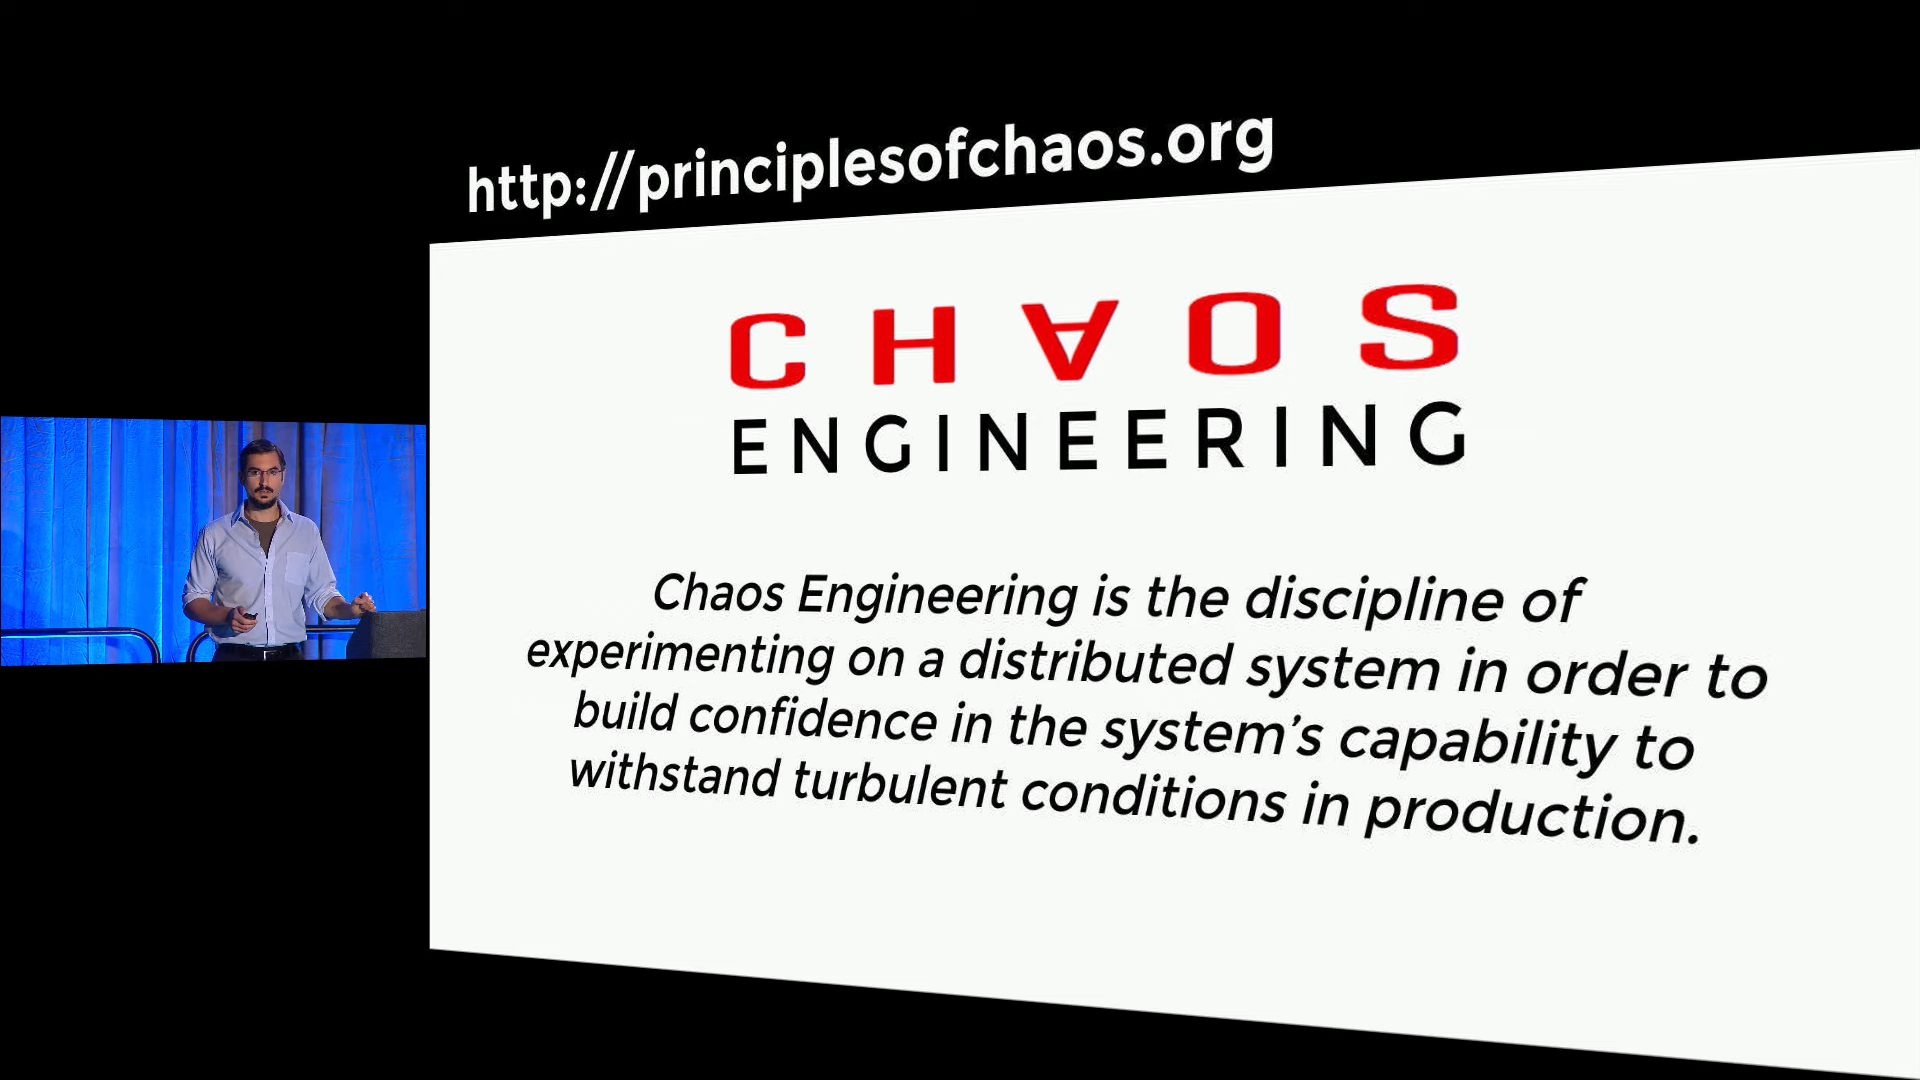 http://principlesofchaos.org
CHAOS
ENGINEERING
Chaos Engineering is the discipline of
experimenting on a distributed system in order to
build confidence in the system’s capability to
withstand turbulent conditions in production.